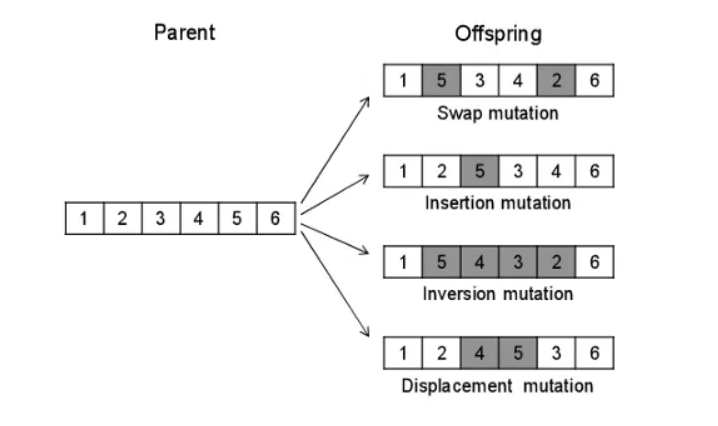 Parent
Offspring
1 5 3 4 2 6
Swap mutation
1 2 5 3 4 6
Insertion mutation
1 2 3 4 5 6
1 5 4 3 2 6
Inversion mutation
1 2 4 5 3 6
Displacement mutation